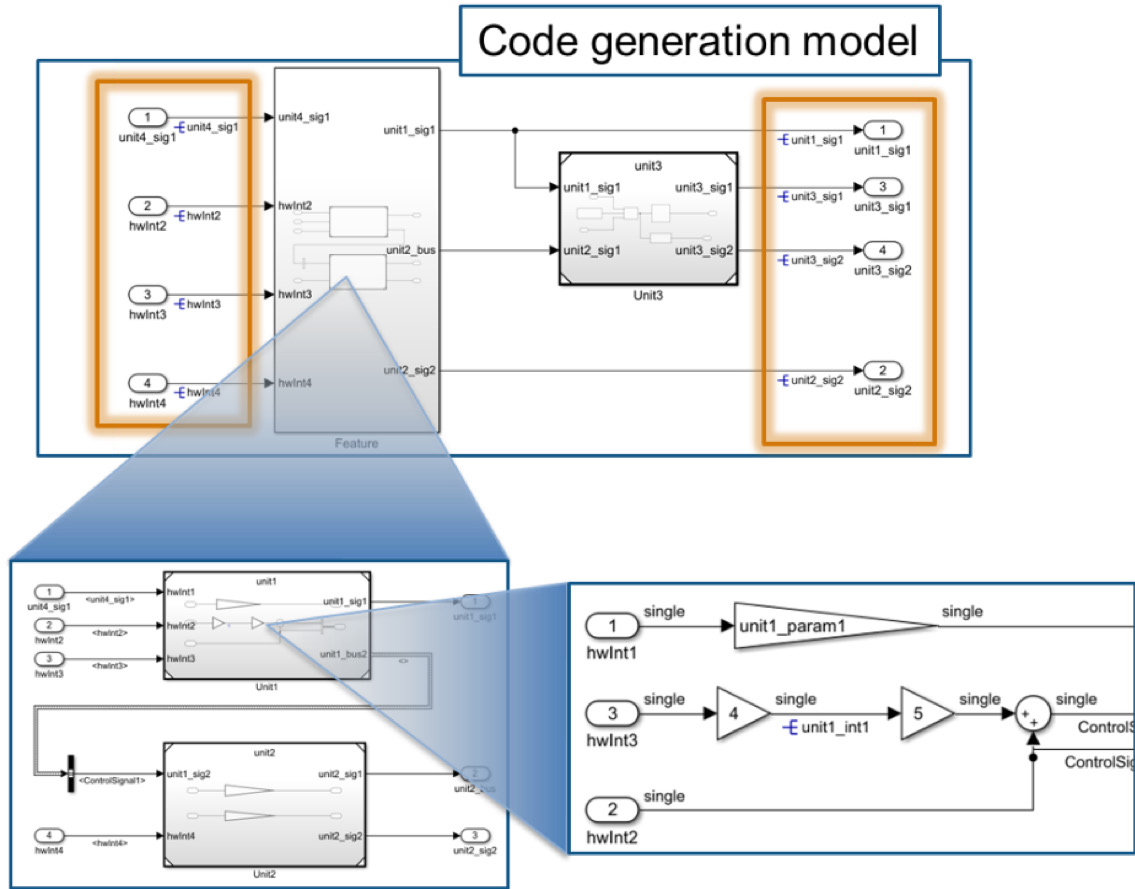 Code generation model
1
unit4_sig1
unit4_sig1
2
hwInt2
hwInt2
3
hwInt3
hwInt3
4
hwInt4
hwInt4
unit4_sig1
hwInt2
hwInt3
hwInt4
unit1_sig1
unit2_bus
unit2_sig2
Feature
unit3
unit1_sig1
unit3_sig1
unit2_sig1
unit3_sig2
Unit3
unit1_sig1
1
unit1_sig1
unit3_sig1
3
unit3_sig1
unit3_sig2
4
unit3_sig2
unit2_sig2
2
unit2_sig2
1
unit4_sig1
<unit4_sig1>
2
hwInt2
<hwInt2>
3
hwInt3
<hwInt3>
unit1
hwInt1
hwInt2
hwInt3
unit1_sig1
unit1_bus2
Unit1
<>
1
unit1_sig1
<ControlSignal1>
4
hwInt4
<hwInt4>
unit2
unit1_sig2
hwInt4
unit2_sig1
unit2_sig2
Unit2
2
unit2_bus
3
unit2_sig2
1
hwInt1
single
unit1_param1
single
3
hwInt3
single
4
single
unit1_int1
5
single
+
+
single
ControlS
ControlSig
2
hwInt2
single